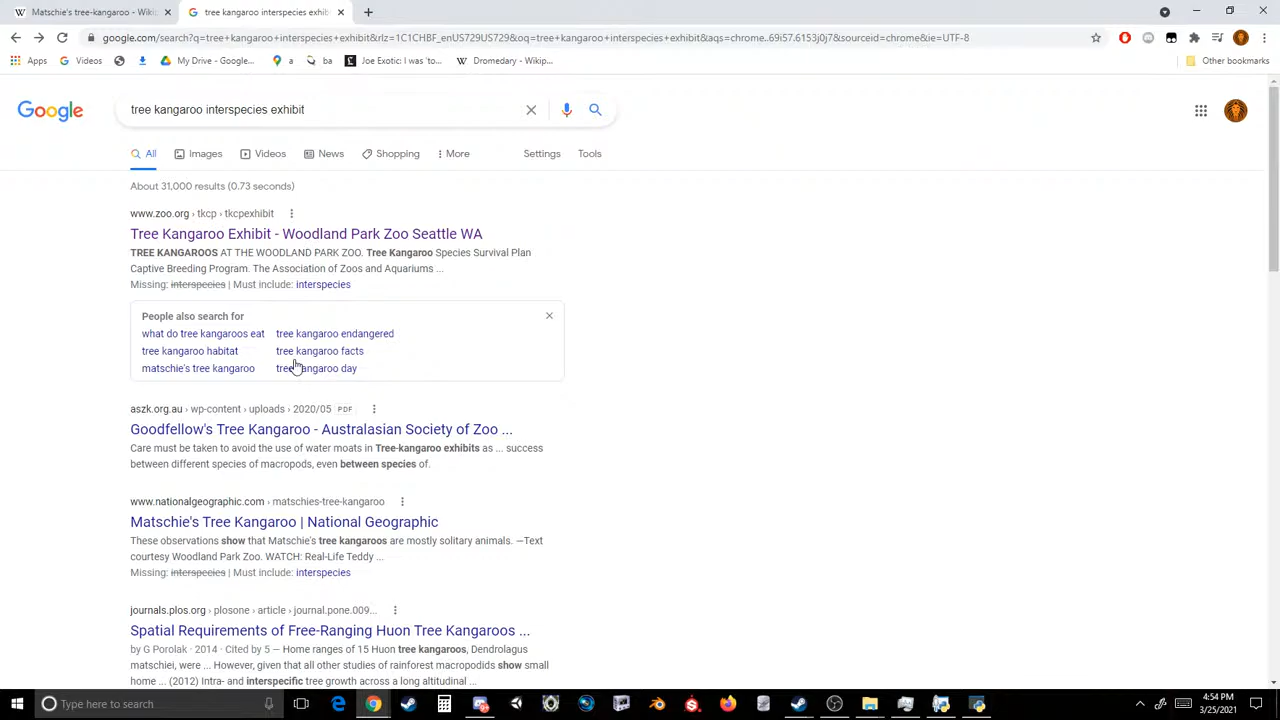 Matschie's tree-kangaroo - Wikip
tree kangaroo interspecies exhib
google.com/search?q=tree+kangaroo+interspecies+exhibit&rlz=1C1CHBF_enUS729US729&oq=tree+kangaroo+interspecies+exhibit&aqs=chrome..69i57.6153j0j7&sourceid=chrome&ie=UTF-8
Apps Videos My Drive - Google... a ba Joe Exotic: I was 'to... Dromedary - Wikip... Other bookmarks
Google
tree kangaroo interspecies exhibit
All Images Videos News Shopping More Settings Tools
About 31,000 results (0.73 seconds)
www.zoo.org › tkcp › tkcpexhibit
Tree Kangaroo Exhibit - Woodland Park Zoo Seattle WA
TREE KANGAROOS AT THE WOODLAND PARK ZOO. Tree Kangaroo Species Survival Plan
Captive Breeding Program. The Association of Zoos and Aquariums ...
Missing: interspecies | Must include: interspecies
People also search for
what do tree kangaroos eat tree kangaroo endangered
tree kangaroo habitat tree kangaroo facts
matschie's tree kangaroo tree kangaroo day
aszk.org.au › wp-content › uploads › 2020/05 PDF
Goodfellow's Tree Kangaroo - Australasian Society of Zoo ...
Care must be taken to avoid the use of water moats in Tree-kangaroo exhibits as ... success
between different species of macropods, even between species of.
www.nationalgeographic.com › matschies-tree-kangaroo
Matschie's Tree Kangaroo | National Geographic
These observations show that Matschie's tree kangaroos are mostly solitary animals. —Text
courtesy Woodland Park Zoo. WATCH: Real-Life Teddy ...
Missing: interspecies | Must include: interspecies
journals.plos.org › plosone › article › journal.pone.009...
Spatial Requirements of Free-Ranging Huon Tree Kangaroos ...
by G Porolak · 2014 · Cited by 5 — Home ranges of 15 Huon tree kangaroos, Dendrolagus
matschiei, were ... However, given that all other studies of rainforest macropodids show small
home ... (2012) Intra- and interspecific tree growth across a long altitudinal ...
Type here to search
4:54 PM
3/25/2021